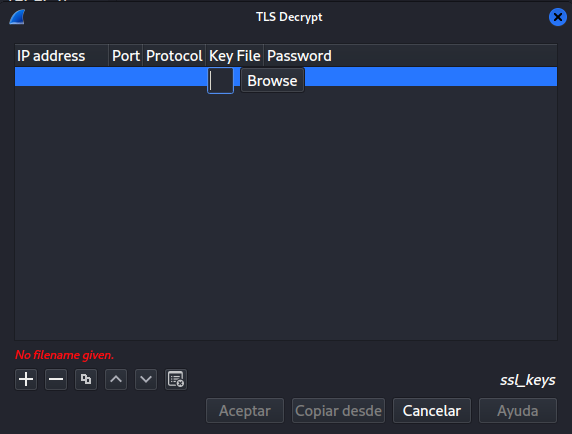 TLS Decrypt
IP address Port Protocol Key File Password
Browse
No filename given.
ssl_keys
Aceptar Copiar desde Cancelar Ayuda